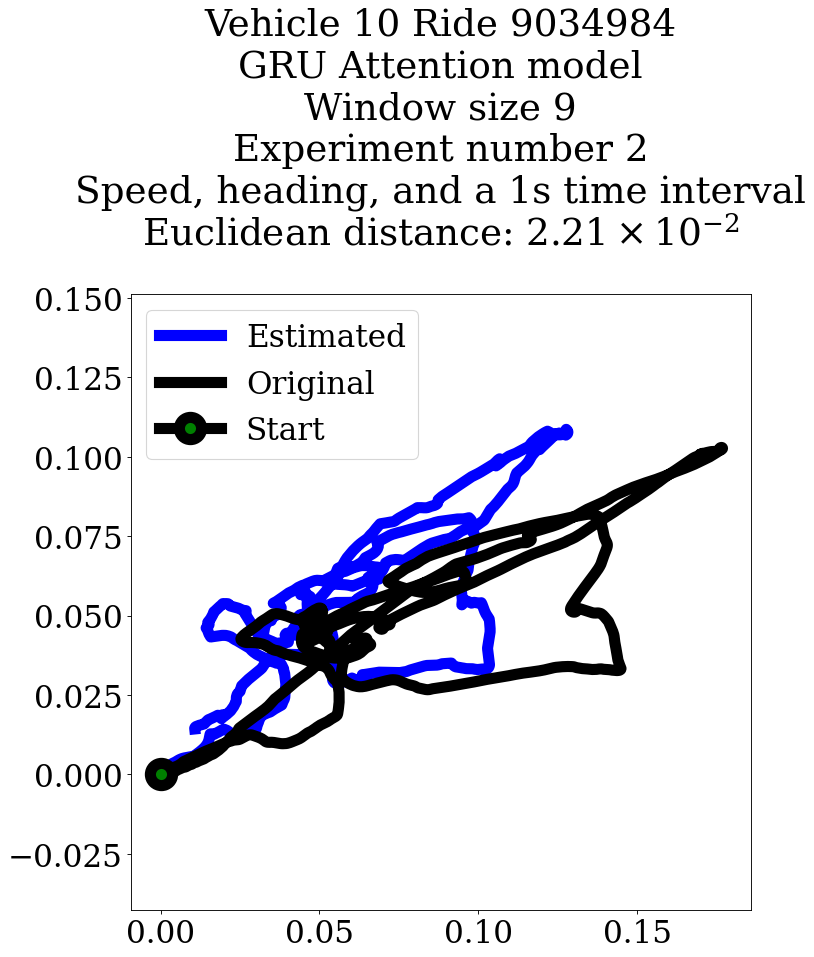 Vehicle 10 Ride 9034984
GRU Attention model
Window size 9
Experiment number 2
Speed, heading, and a 1s time interval
Euclidean distance: 2.21 × 10⁻²
0.150
0.125
0.100
0.075
0.050
0.025
0.000
−0.025
Estimated
Original
Start
0.00 0.05 0.10 0.15